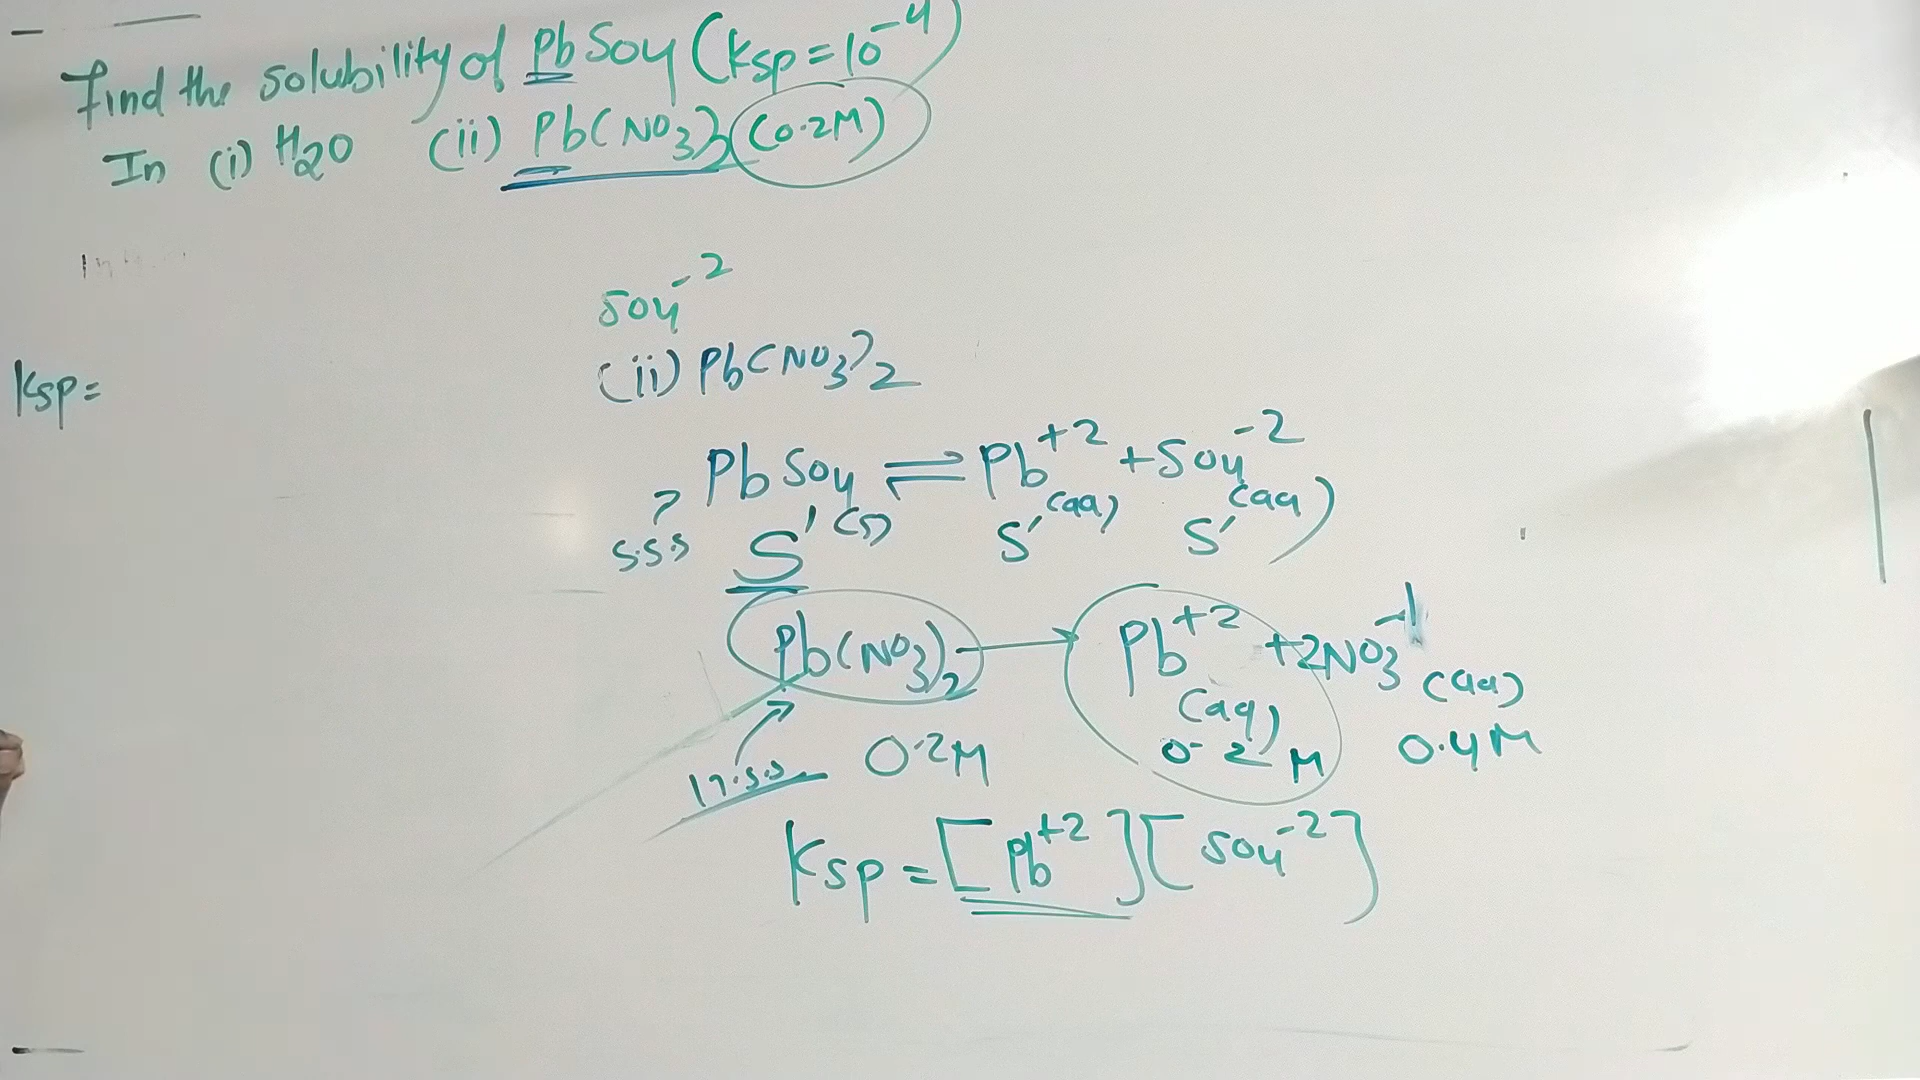 Find the solubility of PbSO4 (Ksp=10^-4)
In (i) H2O (ii) Pb(NO3)2 (0.2M)
SO4^-2
(ii) Pb(NO3)2
Ksp=
PbSO4(s) ⇌ Pb^+2(aq) + SO4^-2(aq)
? S.S.S S' S' S'
Pb(NO3)2 → Pb^+2(aq) + 2NO3^-1(aq)
0.2M 0.2M 0.4M
Ksp = [Pb^+2][SO4^-2]